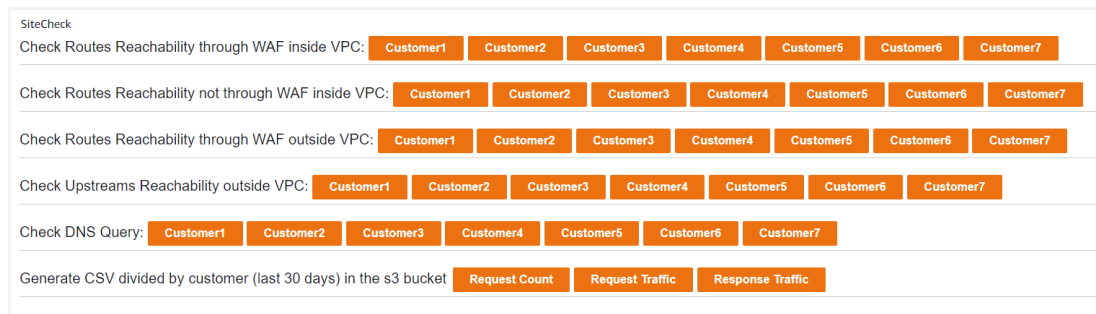 SiteCheck
Check Routes Reachability through WAF inside VPC: Customer1 Customer2 Customer3 Customer4 Customer5 Customer6 Customer7
Check Routes Reachability not through WAF inside VPC: Customer1 Customer2 Customer3 Customer4 Customer5 Customer6 Customer7
Check Routes Reachability through WAF outside VPC: Customer1 Customer2 Customer3 Customer4 Customer5 Customer6 Customer7
Check Upstreams Reachability outside VPC: Customer1 Customer2 Customer3 Customer4 Customer5 Customer6 Customer7
Check DNS Query: Customer1 Customer2 Customer3 Customer4 Customer5 Customer6 Customer7
Generate CSV divided by customer (last 30 days) in the s3 bucket Request Count Request Traffic Response Traffic